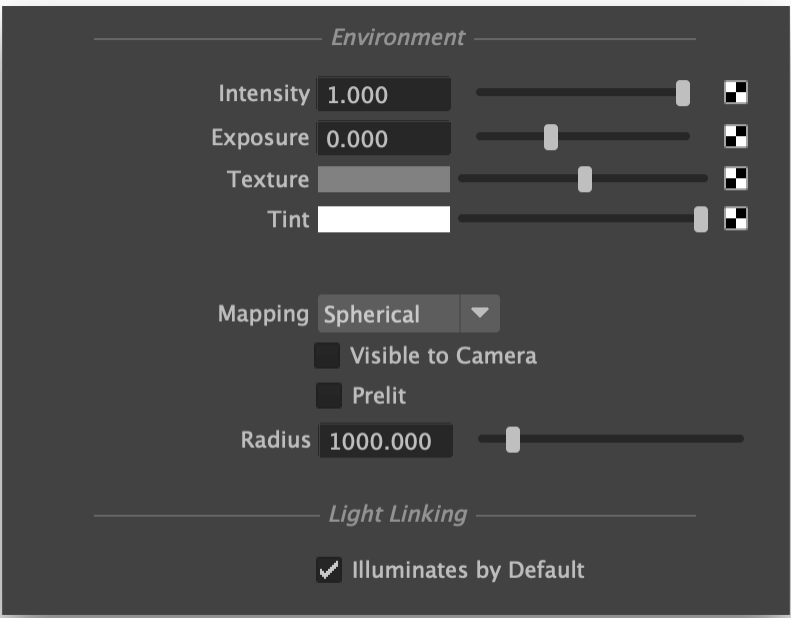 Environment
Intensity 1.000
Exposure 0.000
Texture
Tint
Mapping Spherical
Visible to Camera
Prelit
Radius 1000.000
Light Linking
Illuminates by Default